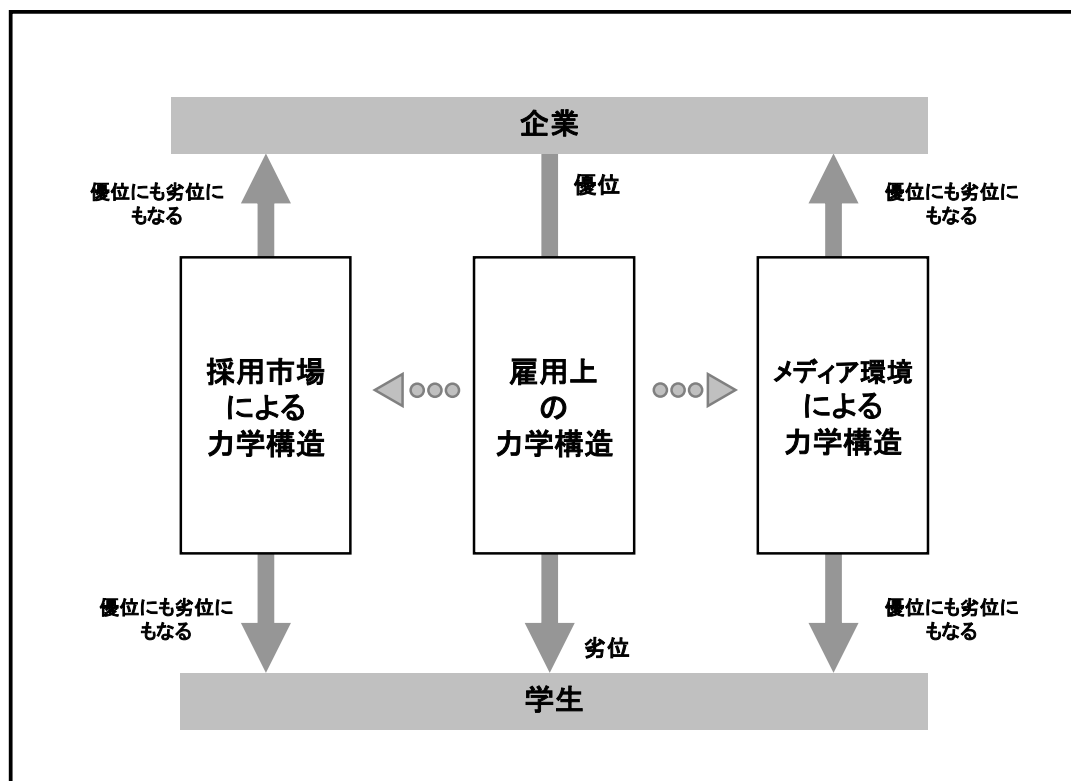 企業
優位にも劣位に
もなる
優位
優位にも劣位に
もなる
採用市場
による
力学構造
雇用上
の
力学構造
メディア環境
による
力学構造
優位にも劣位に
もなる
劣位
優位にも劣位に
もなる
学生